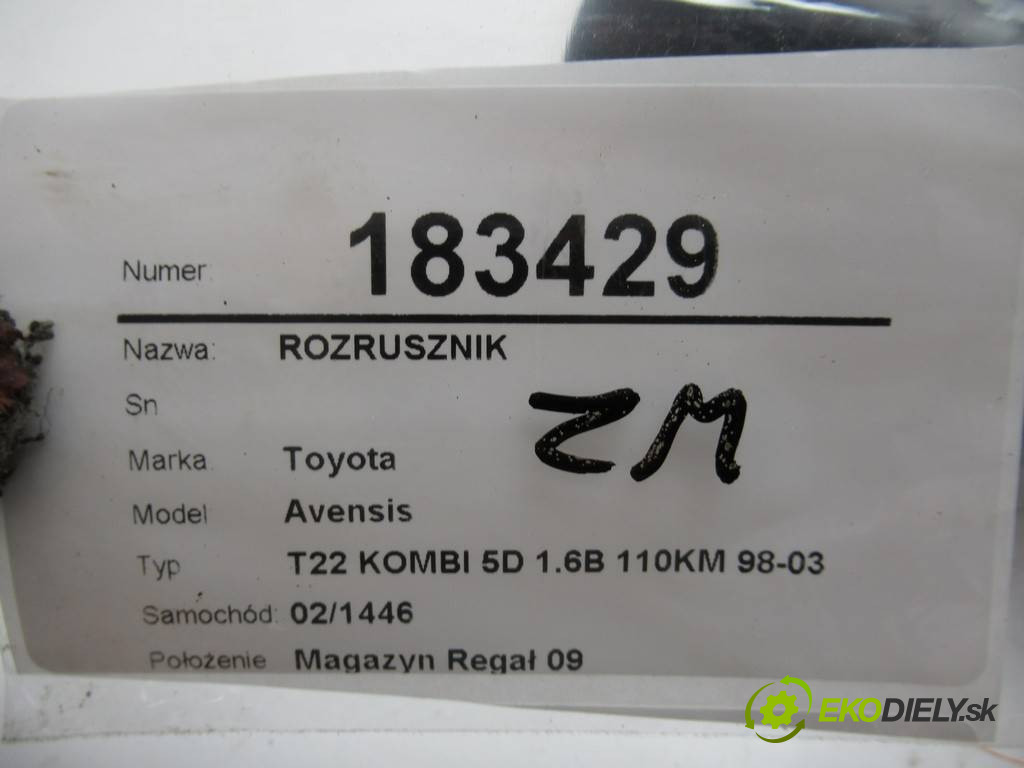 Numer: 183429
Nazwa: ROZRUSZNIK
Sn
ZM
Marka Toyota
Model Avensis
Typ T22 KOMBI 5D 1.6B 110KM 98-03
Samochód: 02/1446
Położenie Magazyn Regał 09
EKODIELY.sk